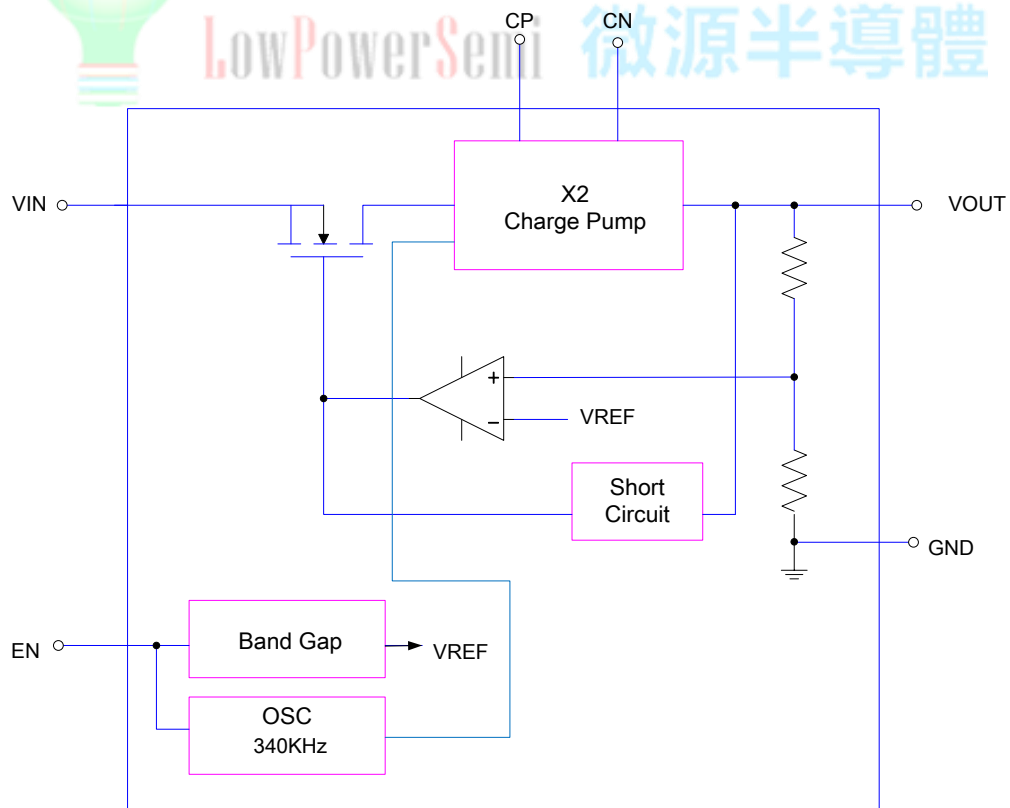 CP
CN
LowPowerSemi 微源半導體
X2
Charge Pump
VIN
VOUT
+
VREF
−
Short
Circuit
GND
Band Gap
EN
VREF
OSC
340KHz